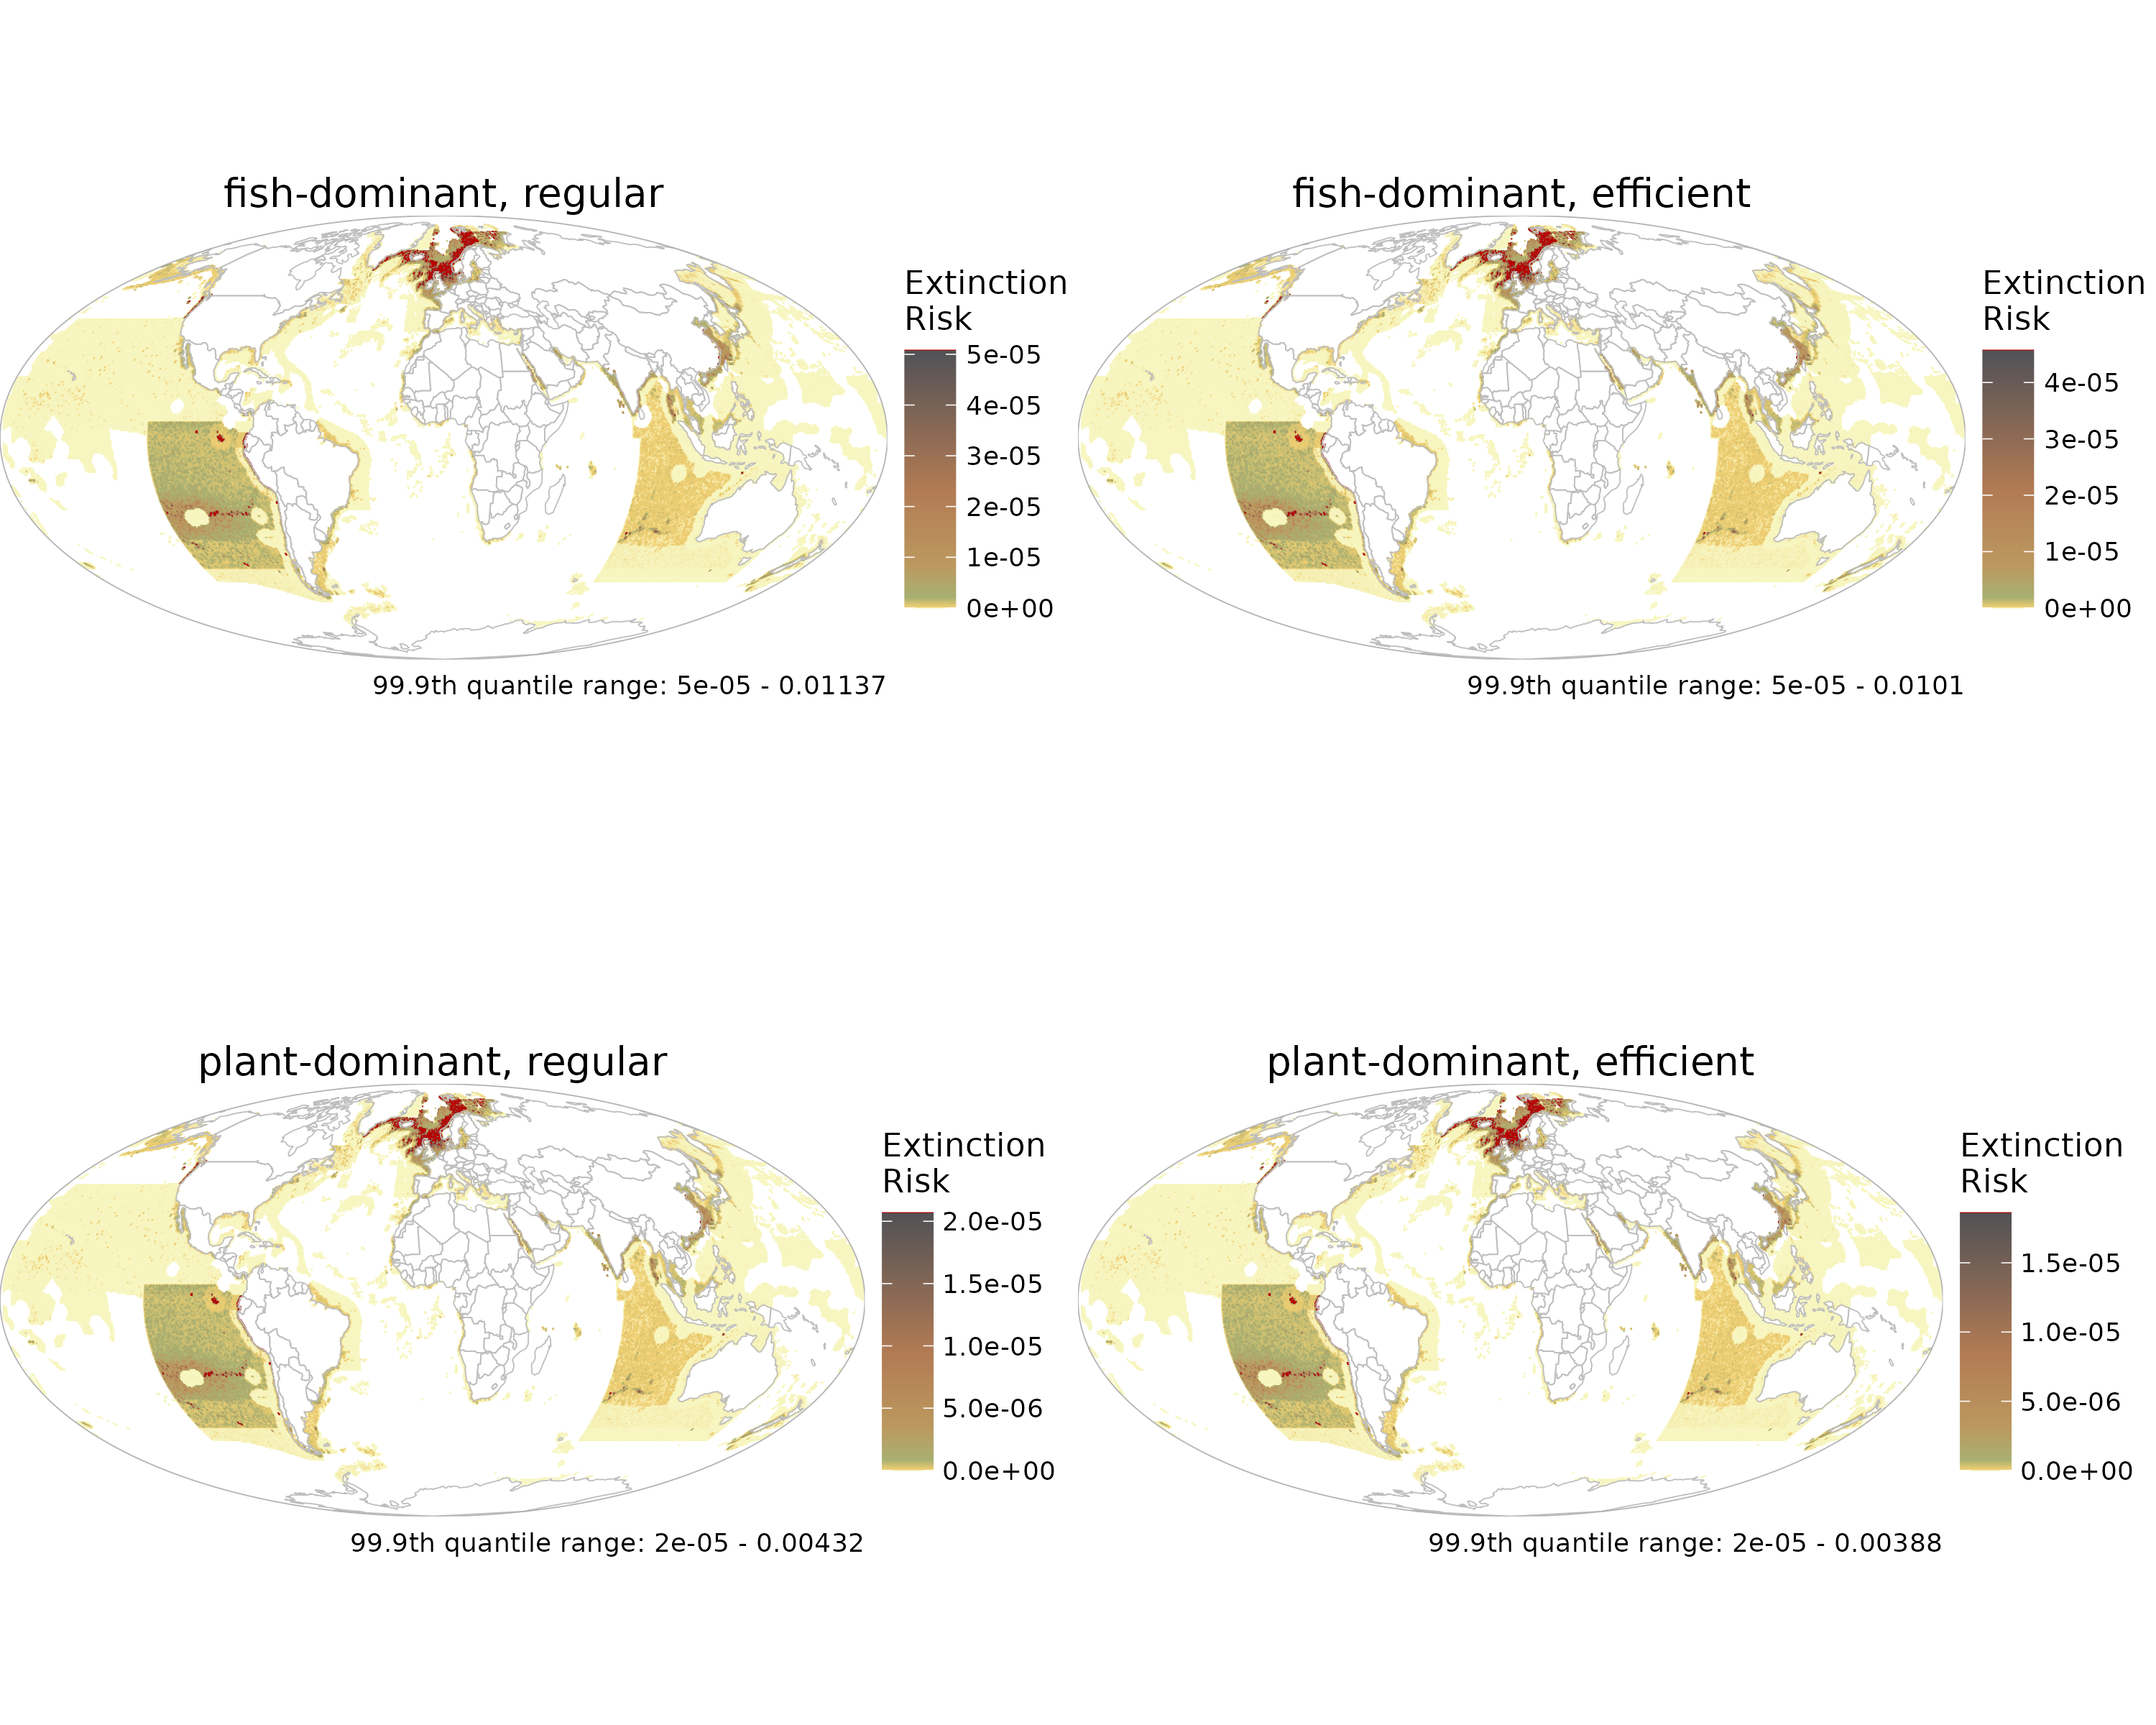 fish-dominant, regular
Extinction
Risk
5e-05
4e-05
3e-05
2e-05
1e-05
0e+00
99.9th quantile range: 5e-05 - 0.01137
fish-dominant, efficient
Extinction
Risk
4e-05
3e-05
2e-05
1e-05
0e+00
99.9th quantile range: 5e-05 - 0.0101
plant-dominant, regular
Extinction
Risk
2.0e-05
1.5e-05
1.0e-05
5.0e-06
0.0e+00
99.9th quantile range: 2e-05 - 0.00432
plant-dominant, efficient
Extinction
Risk
1.5e-05
1.0e-05
5.0e-06
0.0e+00
99.9th quantile range: 2e-05 - 0.00388